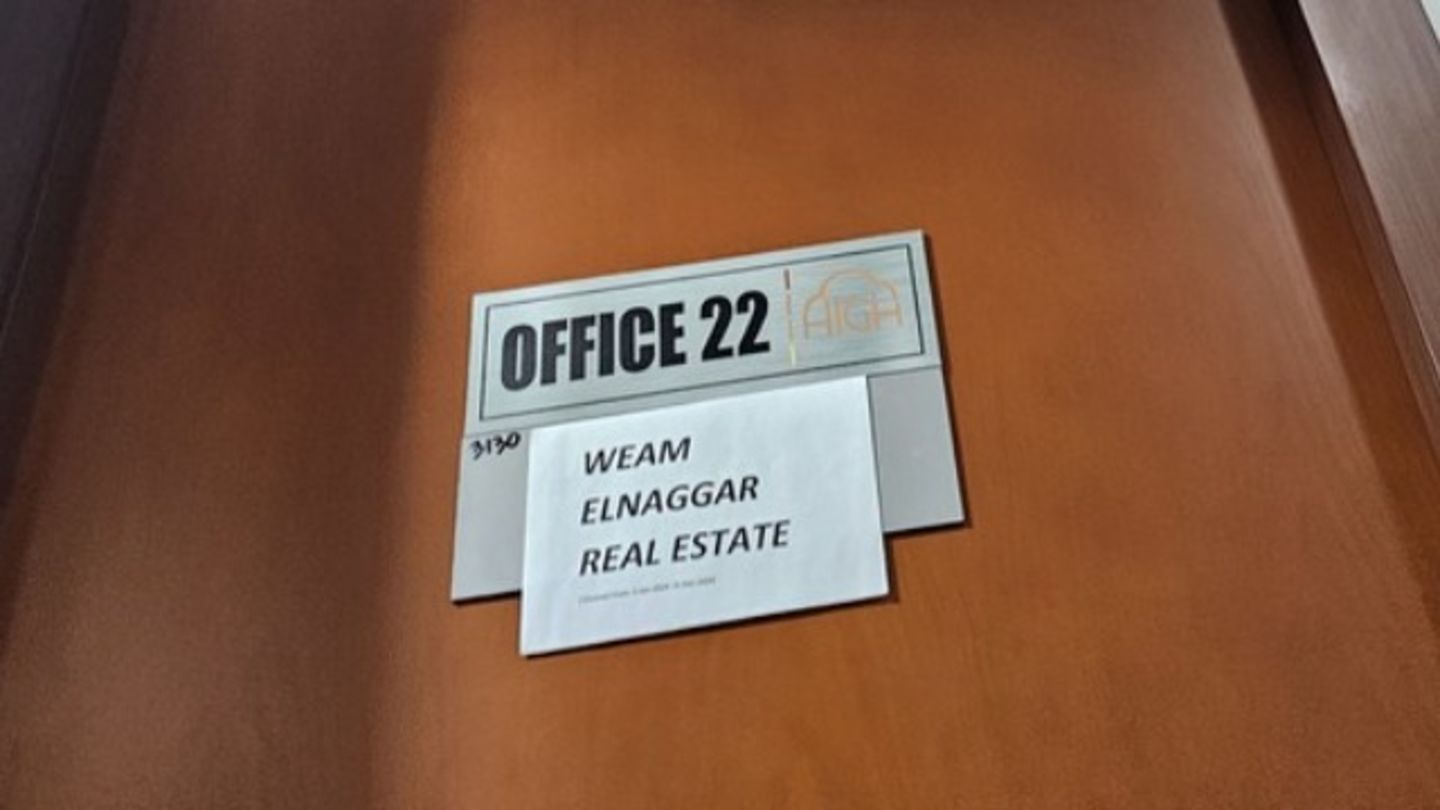 OFFICE 22
HIGH
3130
WEAM
ELNAGGAR
REAL ESTATE